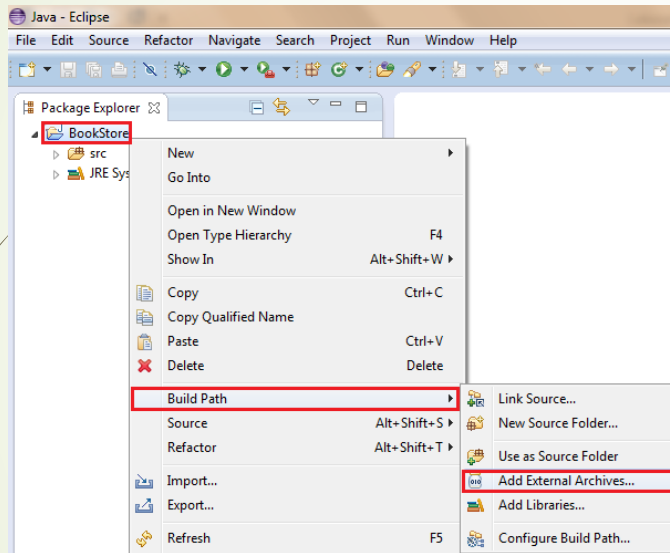 Java - Eclipse
File Edit Source Refactor Navigate Search Project Run Window Help
Package Explorer
BookStore
src
JRE Sys
New
Go Into
Open in New Window
Open Type Hierarchy F4
Show In Alt+Shift+W
Copy Ctrl+C
Copy Qualified Name
Paste Ctrl+V
Delete Delete
Build Path
Source Alt+Shift+S
Refactor Alt+Shift+T
Import...
Export...
Refresh F5
Link Source...
New Source Folder...
Use as Source Folder
Add External Archives...
Add Libraries...
Configure Build Path...